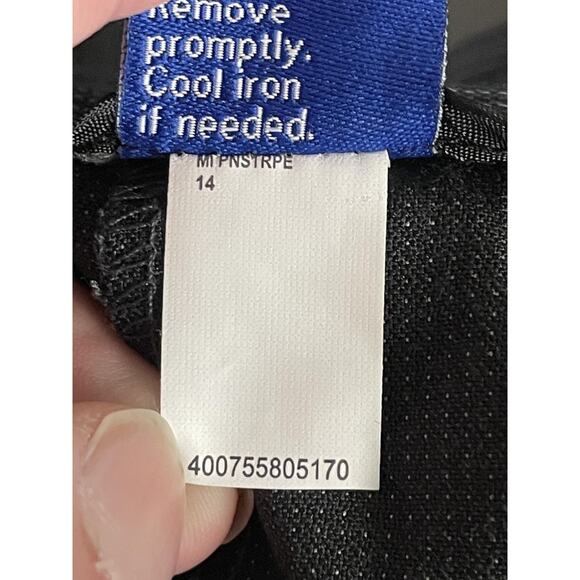 Remove
promptly.
Cool iron
if needed.
MI PNSTRPE
14
400755805170